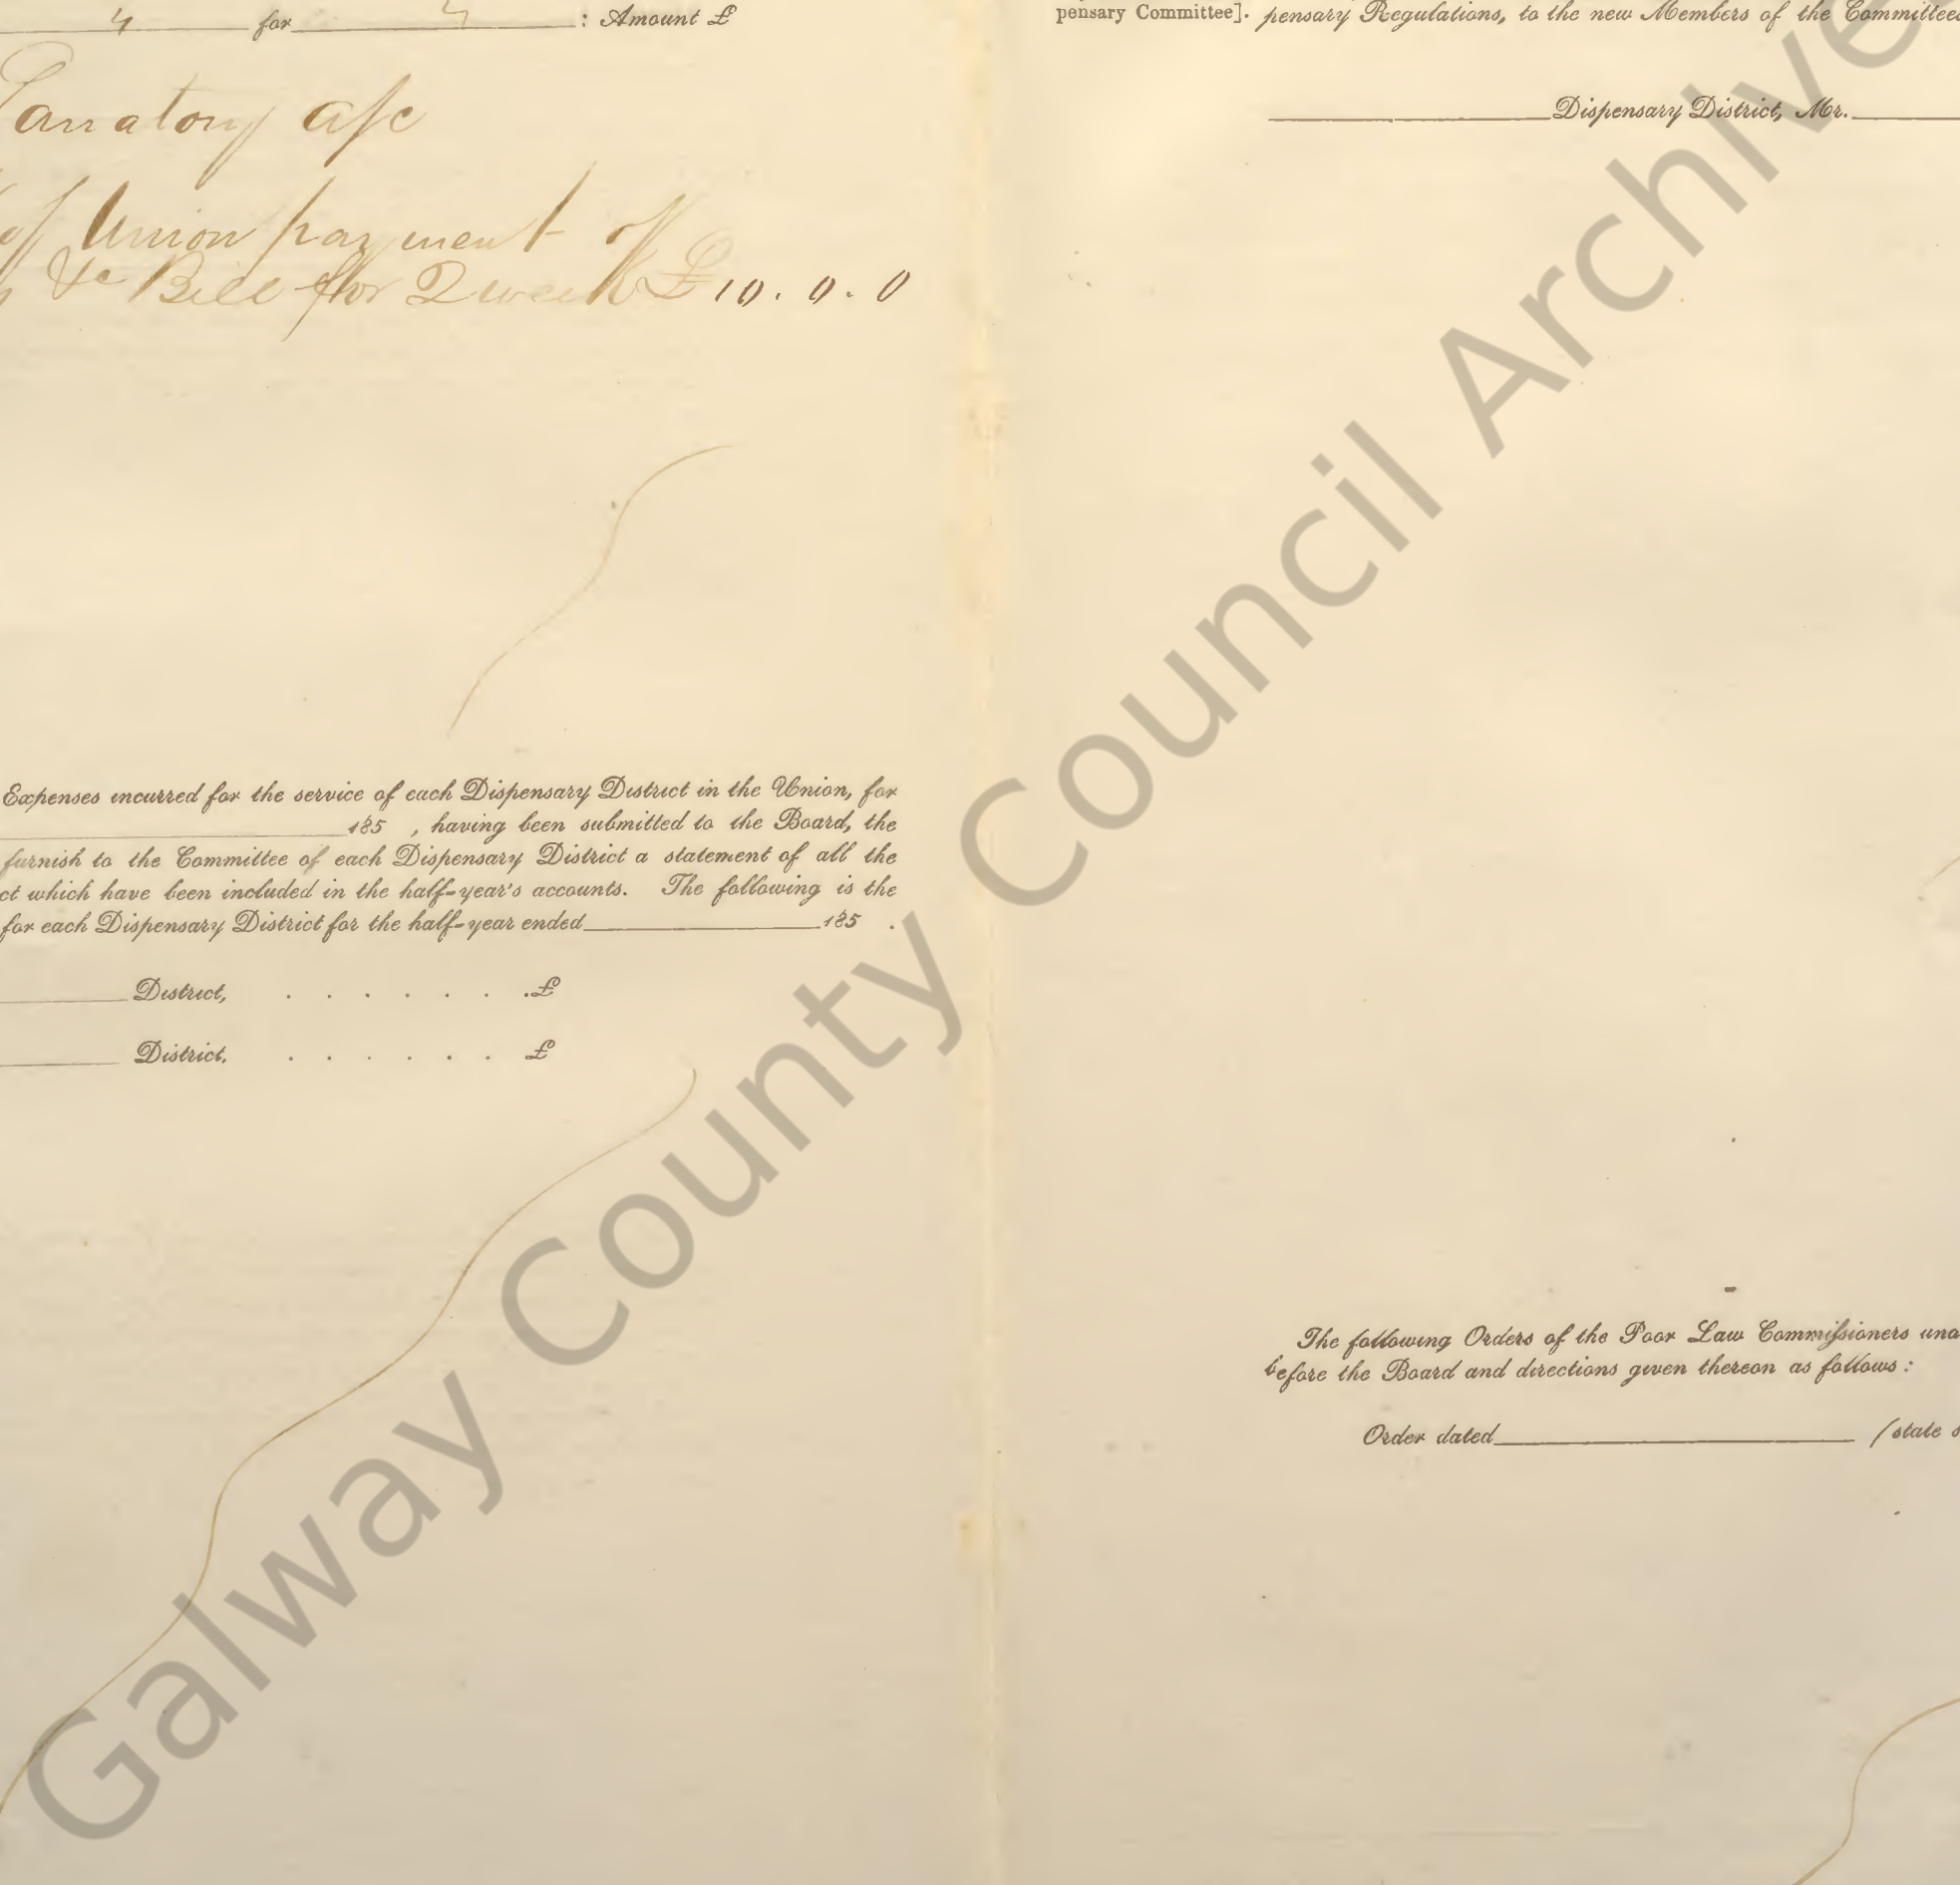 for : Amount £
a/c
of Union payment of
&c Bill for 2 week £10.0.0
Expenses incurred for the service of each Dispensary District in the Union, for
185 , having been submitted to the Board, the
furnish to the Committee of each Dispensary District a statement of all the
ct which have been included in the half-year's accounts. The following is the
for each Dispensary District for the half-year ended 185 .
District, . . . . . . .£
District. . . . . . . £
pensary Committee]. pensary Regulations, to the new Members of the Committee
Dispensary District, Mr.
The following Orders of the Poor Law Commissioners una
before the Board and directions given thereon as follows :
Order dated (state s
Galway County Council Archive